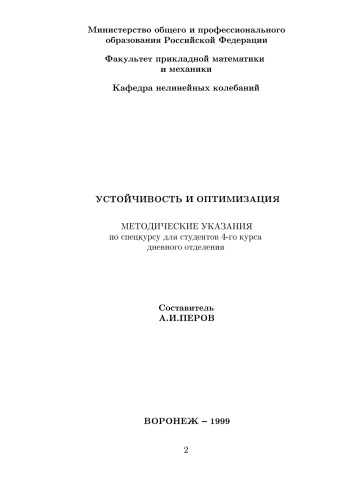 Министерство общего и профессионального
образования Российской Федерации
Факультет прикладной математики
и механики
Кафедра нелинейных колебаний
УСТОЙЧИВОСТЬ И ОПТИМИЗАЦИЯ
МЕТОДИЧЕСКИЕ УКАЗАНИЯ
по спецкурсу для студентов 4-го курса
дневного отделения
Составитель
А.И.ПЕРОВ
ВОРОНЕЖ – 1999
2